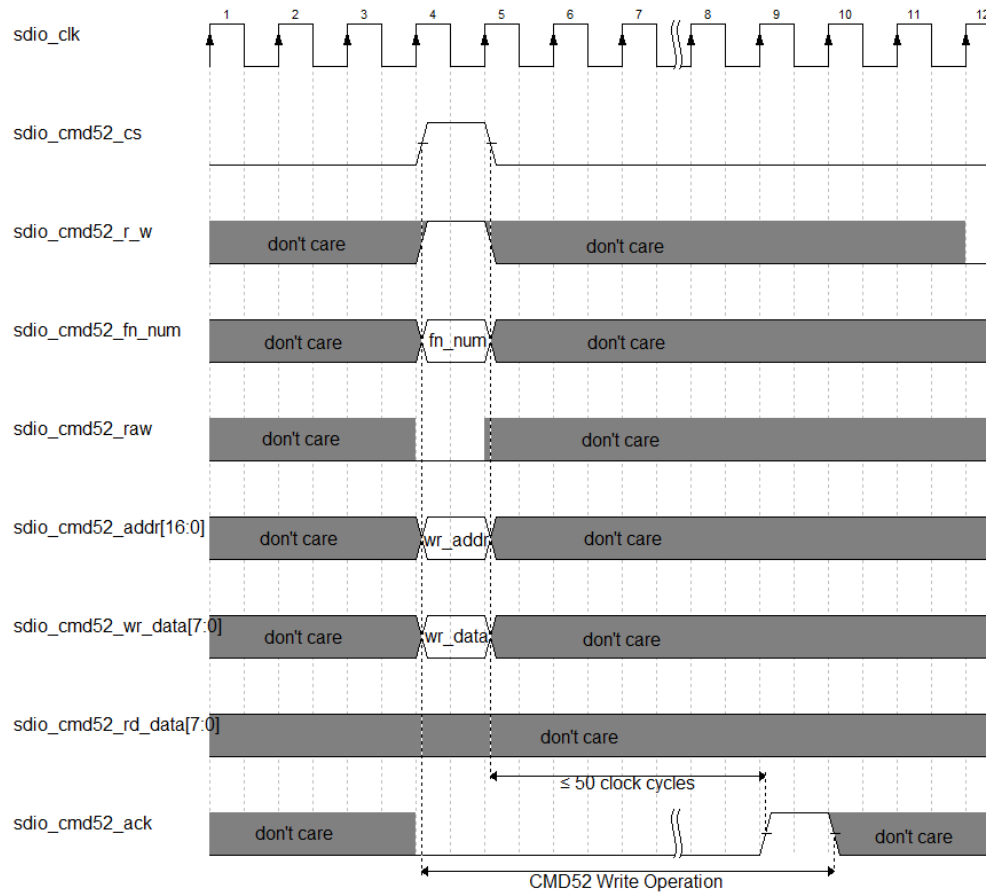 1 2 3 4 5 6 7 8 9 10 11 12
sdio_clk
sdio_cmd52_cs
sdio_cmd52_r_w
don't care don't care
sdio_cmd52_fn_num
don't care fn_num don't care
sdio_cmd52_raw
don't care don't care
sdio_cmd52_addr[16:0]
don't care wr_addr don't care
sdio_cmd52_wr_data[7:0]
don't care wr_data don't care
sdio_cmd52_rd_data[7:0]
don't care
≤ 50 clock cycles
sdio_cmd52_ack
don't care don't care
CMD52 Write Operation